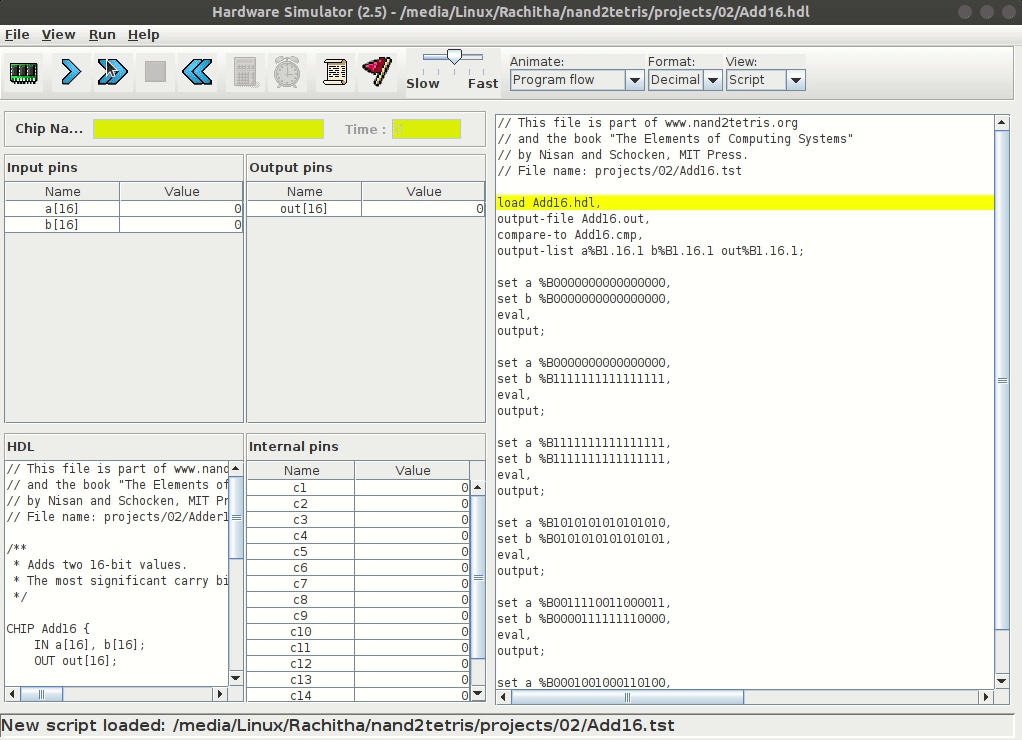 Hardware Simulator (2.5) - /media/Linux/Rachitha/nand2tetris/projects/02/Add16.hdl
File View Run Help
Slow Fast
Animate:
Program flow
Format:
Decimal
View:
Script
Chip Na...
Time :
Input pins
Name Value
a[16] 0
b[16] 0
Output pins
Name Value
out[16] 0
HDL
// This file is part of www.nand
// and the book "The Elements of
// by Nisan and Schocken, MIT Pr
// File name: projects/02/Adder1
/**
* Adds two 16-bit values.
* The most significant carry bi
*/
CHIP Add16 {
IN a[16], b[16];
OUT out[16];
Internal pins
Name Value
c1 0
c2 0
c3 0
c4 0
c5 0
c6 0
c7 0
c8 0
c9 0
c10 0
c11 0
c12 0
c13 0
c14 0
// This file is part of www.nand2tetris.org
// and the book "The Elements of Computing Systems"
// by Nisan and Schocken, MIT Press.
// File name: projects/02/Add16.tst
load Add16.hdl,
output-file Add16.out,
compare-to Add16.cmp,
output-list a%B1.16.1 b%B1.16.1 out%B1.16.1;
set a %B0000000000000000,
set b %B0000000000000000,
eval,
output;
set a %B0000000000000000,
set b %B1111111111111111,
eval,
output;
set a %B1111111111111111,
set b %B1111111111111111,
eval,
output;
set a %B1010101010101010,
set b %B0101010101010101,
eval,
output;
set a %B0011110011000011,
set b %B0000111111110000,
eval,
output;
set a %B0001001000110100,
New script loaded: /media/Linux/Rachitha/nand2tetris/projects/02/Add16.tst